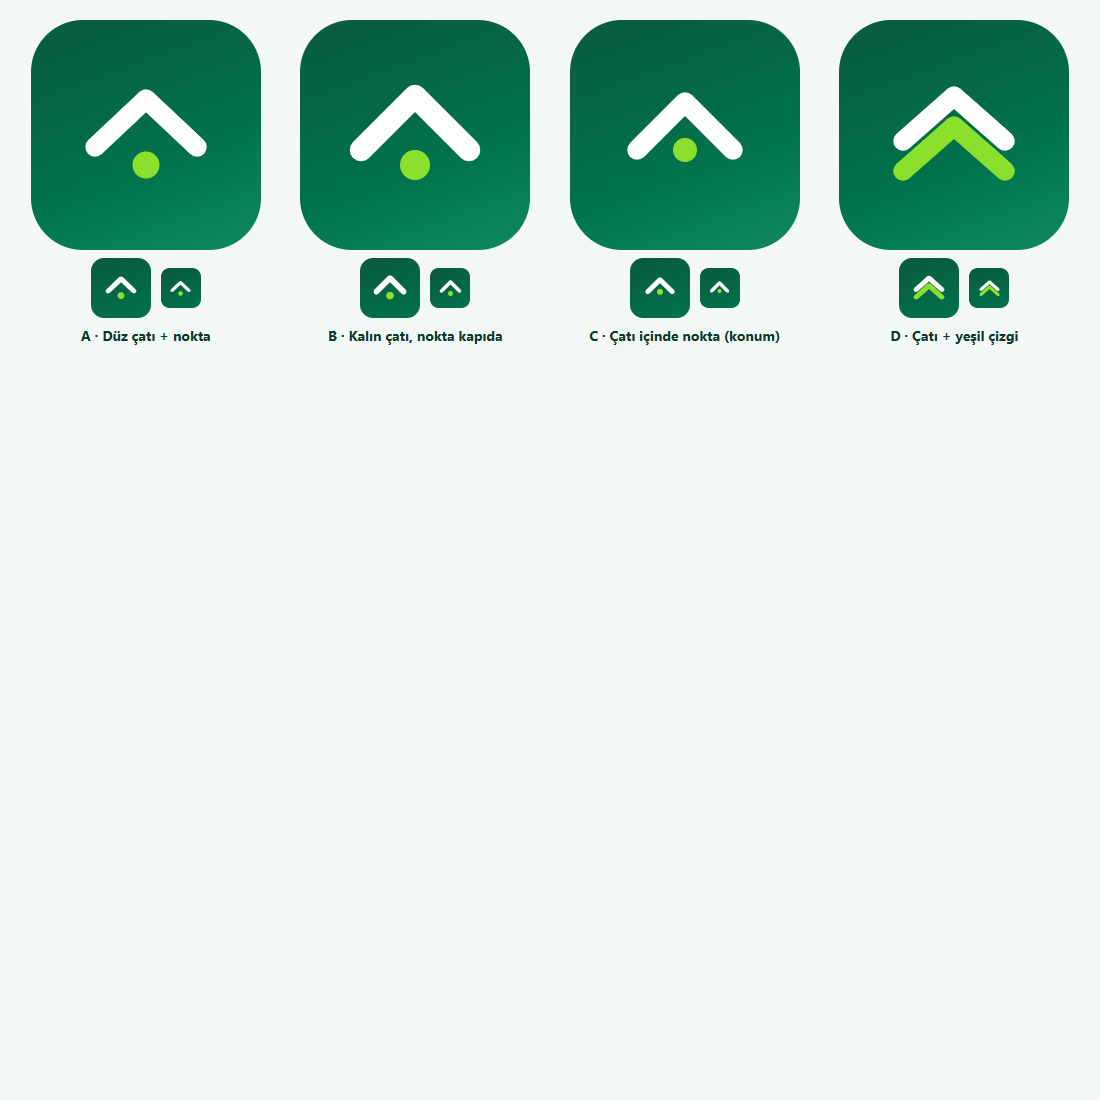 A · Düz çatı + nokta
B · Kalın çatı, nokta kapıda
C · Çatı içinde nokta (konum)
D · Çatı + yeşil çizgi